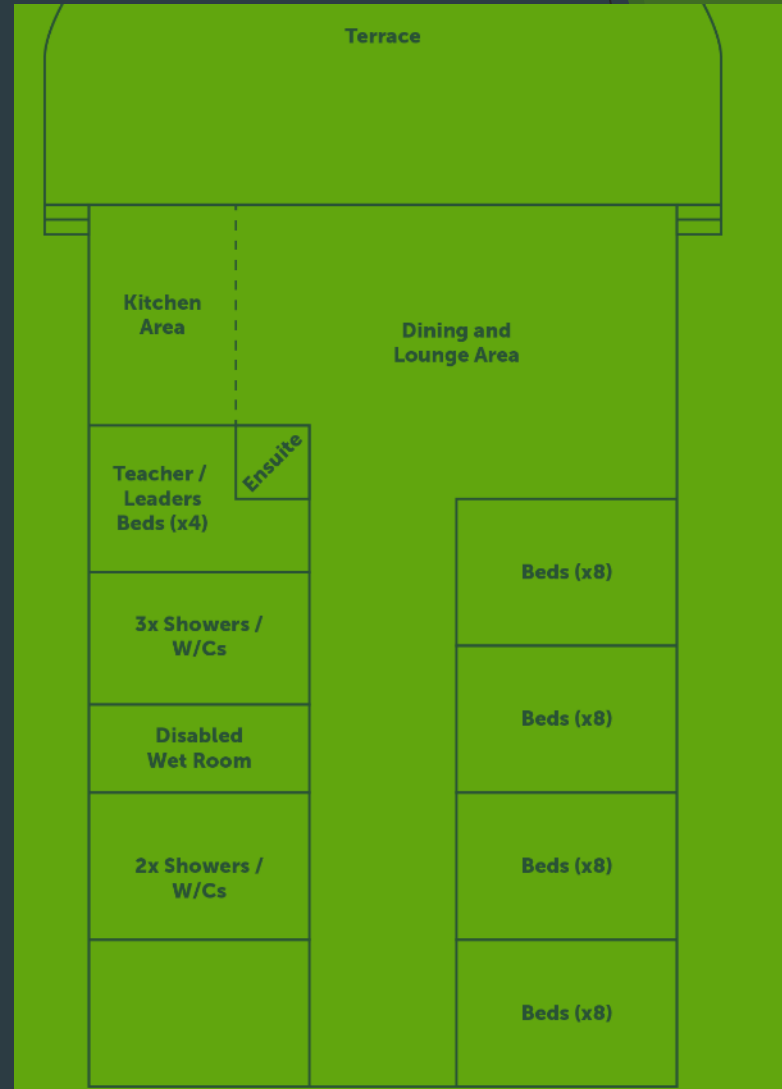 Terrace
Kitchen
Area
Dining and
Lounge Area
Ensuite
Teacher /
Leaders
Beds (x4)
Beds (x8)
3x Showers /
W/Cs
Beds (x8)
Disabled
Wet Room
2x Showers /
W/Cs
Beds (x8)
Beds (x8)